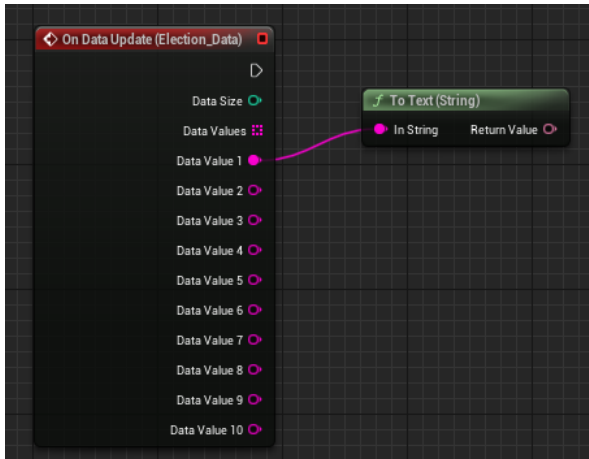 On Data Update (Election_Data)
Data Size
Data Values
Data Value 1
Data Value 2
Data Value 3
Data Value 4
Data Value 5
Data Value 6
Data Value 7
Data Value 8
Data Value 9
Data Value 10
f To Text (String)
In String Return Value